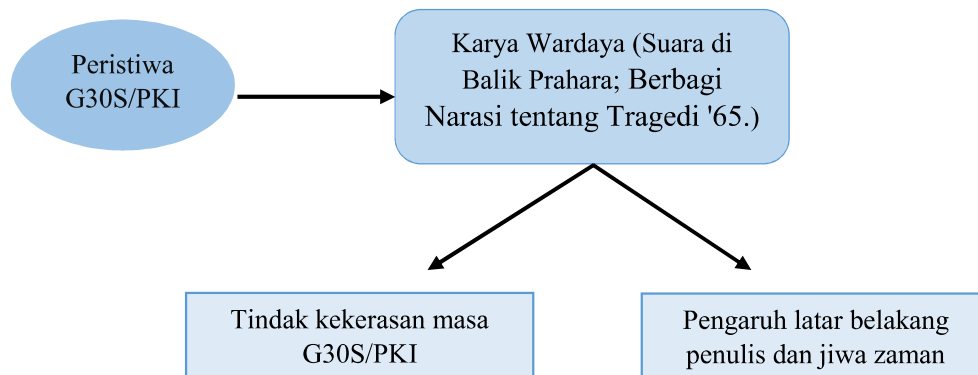 Peristiwa
G30S/PKI
Karya Wardaya (Suara di
Balik Prahara; Berbagi
Narasi tentang Tragedi '65.)
Tindak kekerasan masa
G30S/PKI
Pengaruh latar belakang
penulis dan jiwa zaman